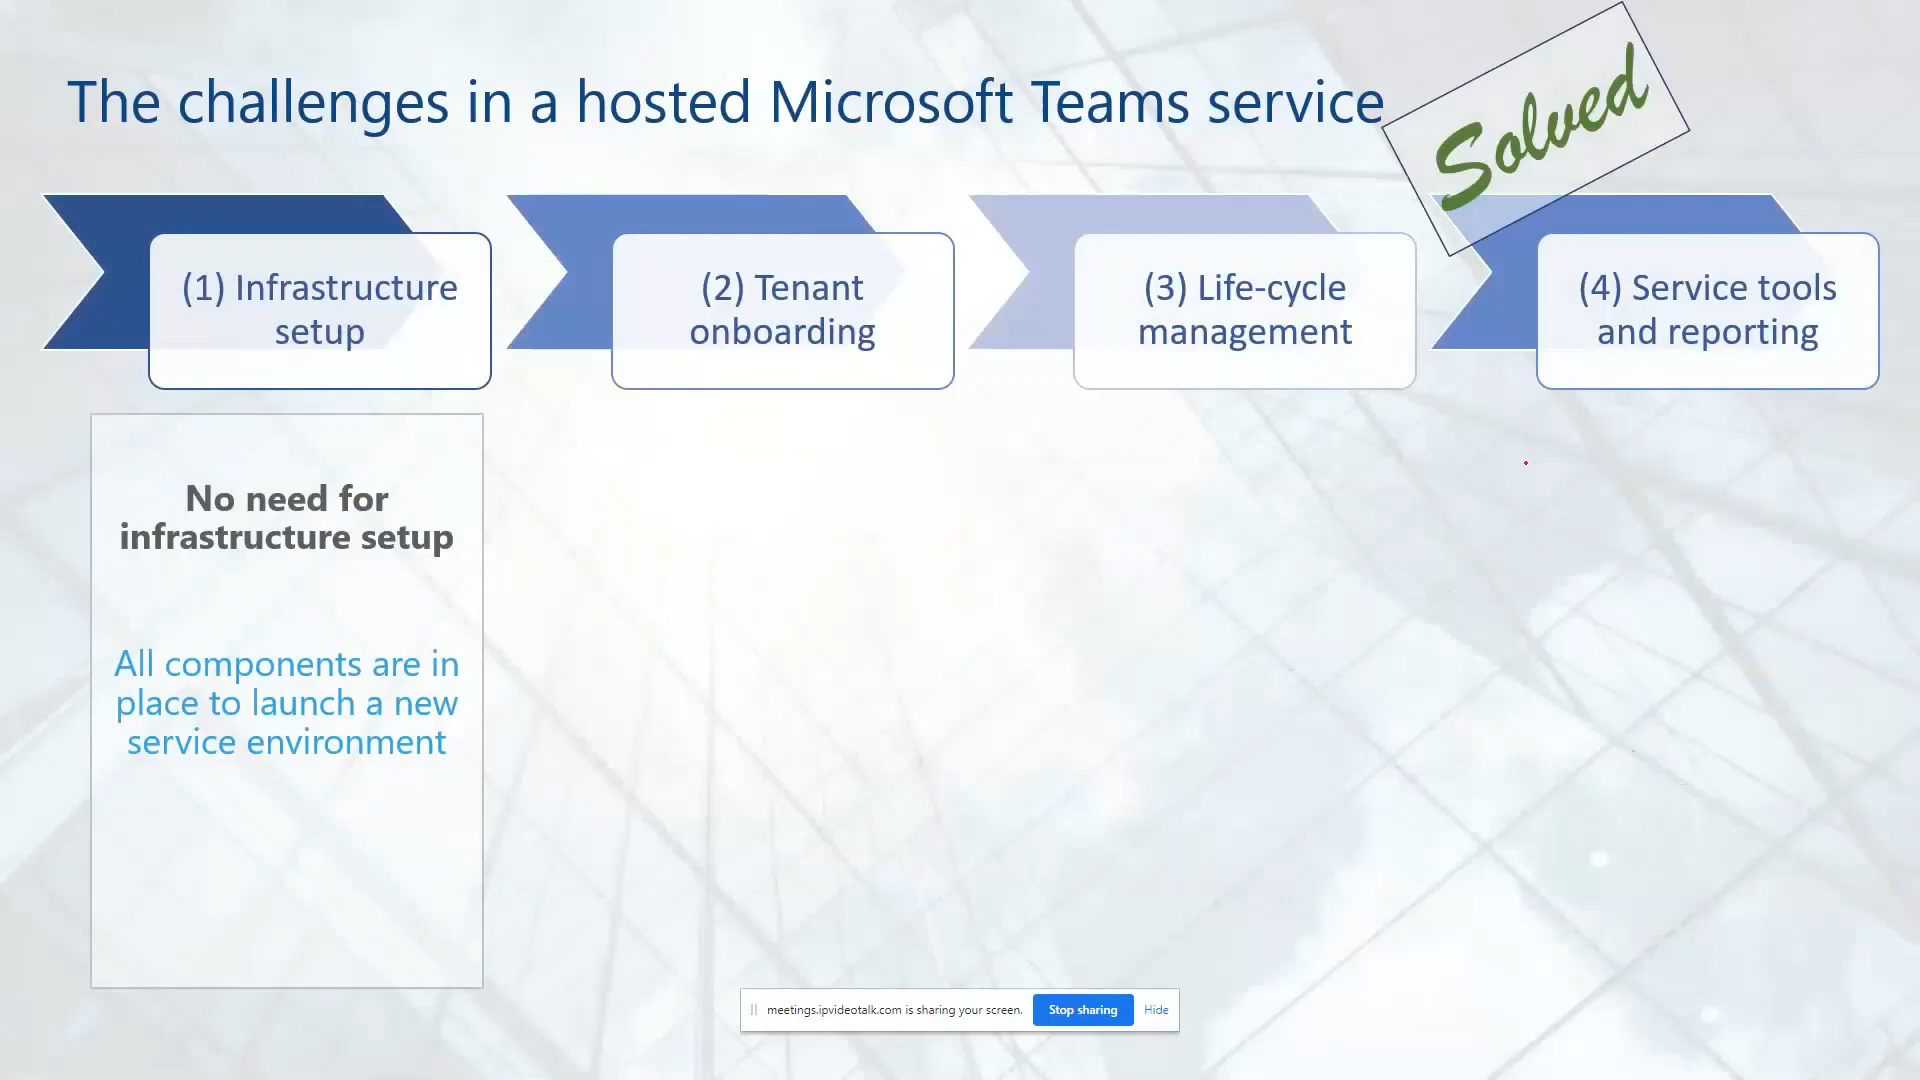 The challenges in a hosted Microsoft Teams service
Solved
(1) Infrastructure
setup
(2) Tenant
onboarding
(3) Life-cycle
management
(4) Service tools
and reporting
No need for
infrastructure setup
All components are in
place to launch a new
service environment
meetings.ipvideotalk.com is sharing your screen. Stop sharing Hide